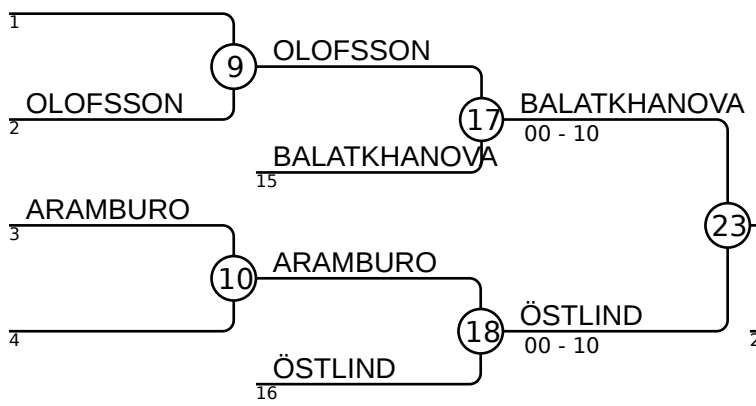 1
9
OLOFSSON
OLOFSSON
2
17
BALATKHANOVA
00 - 10
BALATKHANOVA
15
ARAMBURO
3
23
10
ARAMBURO
4
18
ÖSTLIND
00 - 10
2
ÖSTLIND
16